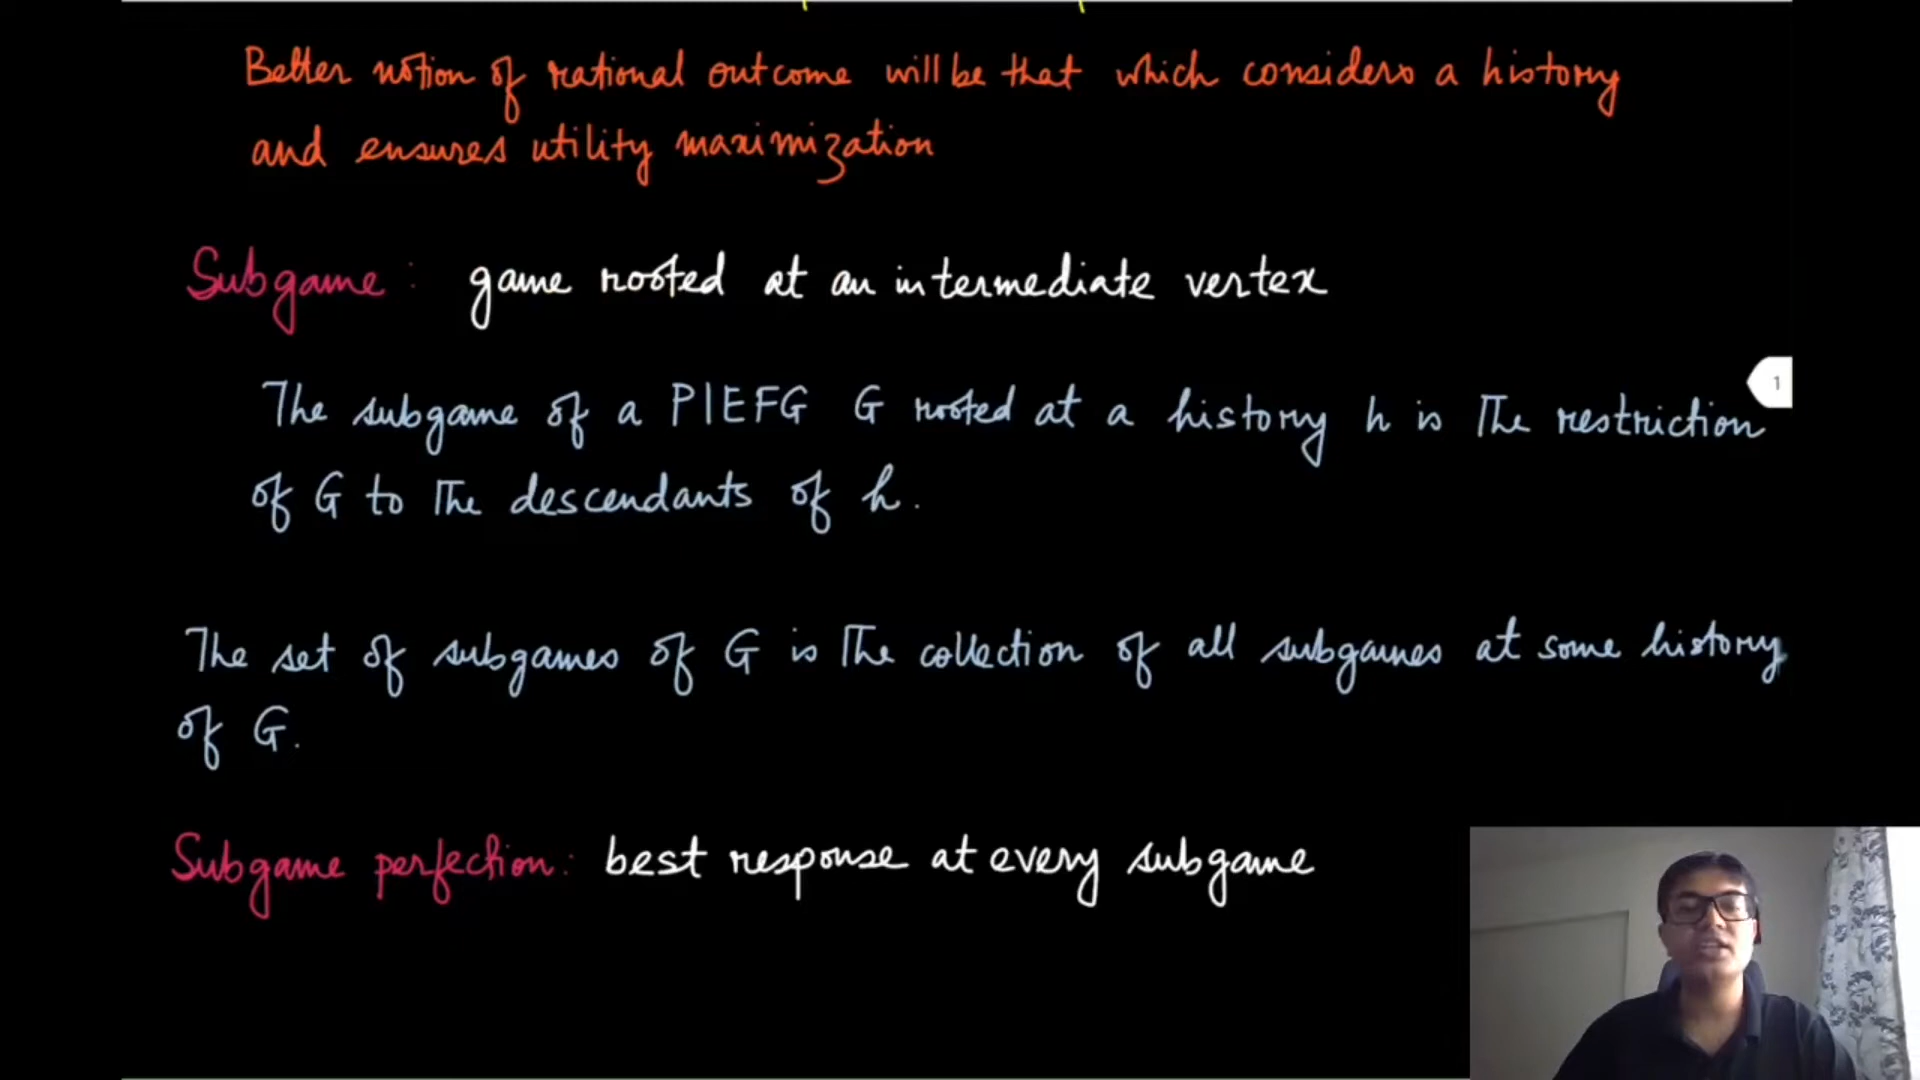 Better notion of rational outcome will be that which considers a history
and ensures utility maximization
Subgame: game rooted at an intermediate vertex
The subgame of a PIEFG G rooted at a history h is the restriction
1
of G to the descendants of h.
The set of subgames of G is the collection of all subgames at some history
of G.
Subgame perfection: best response at every subgame